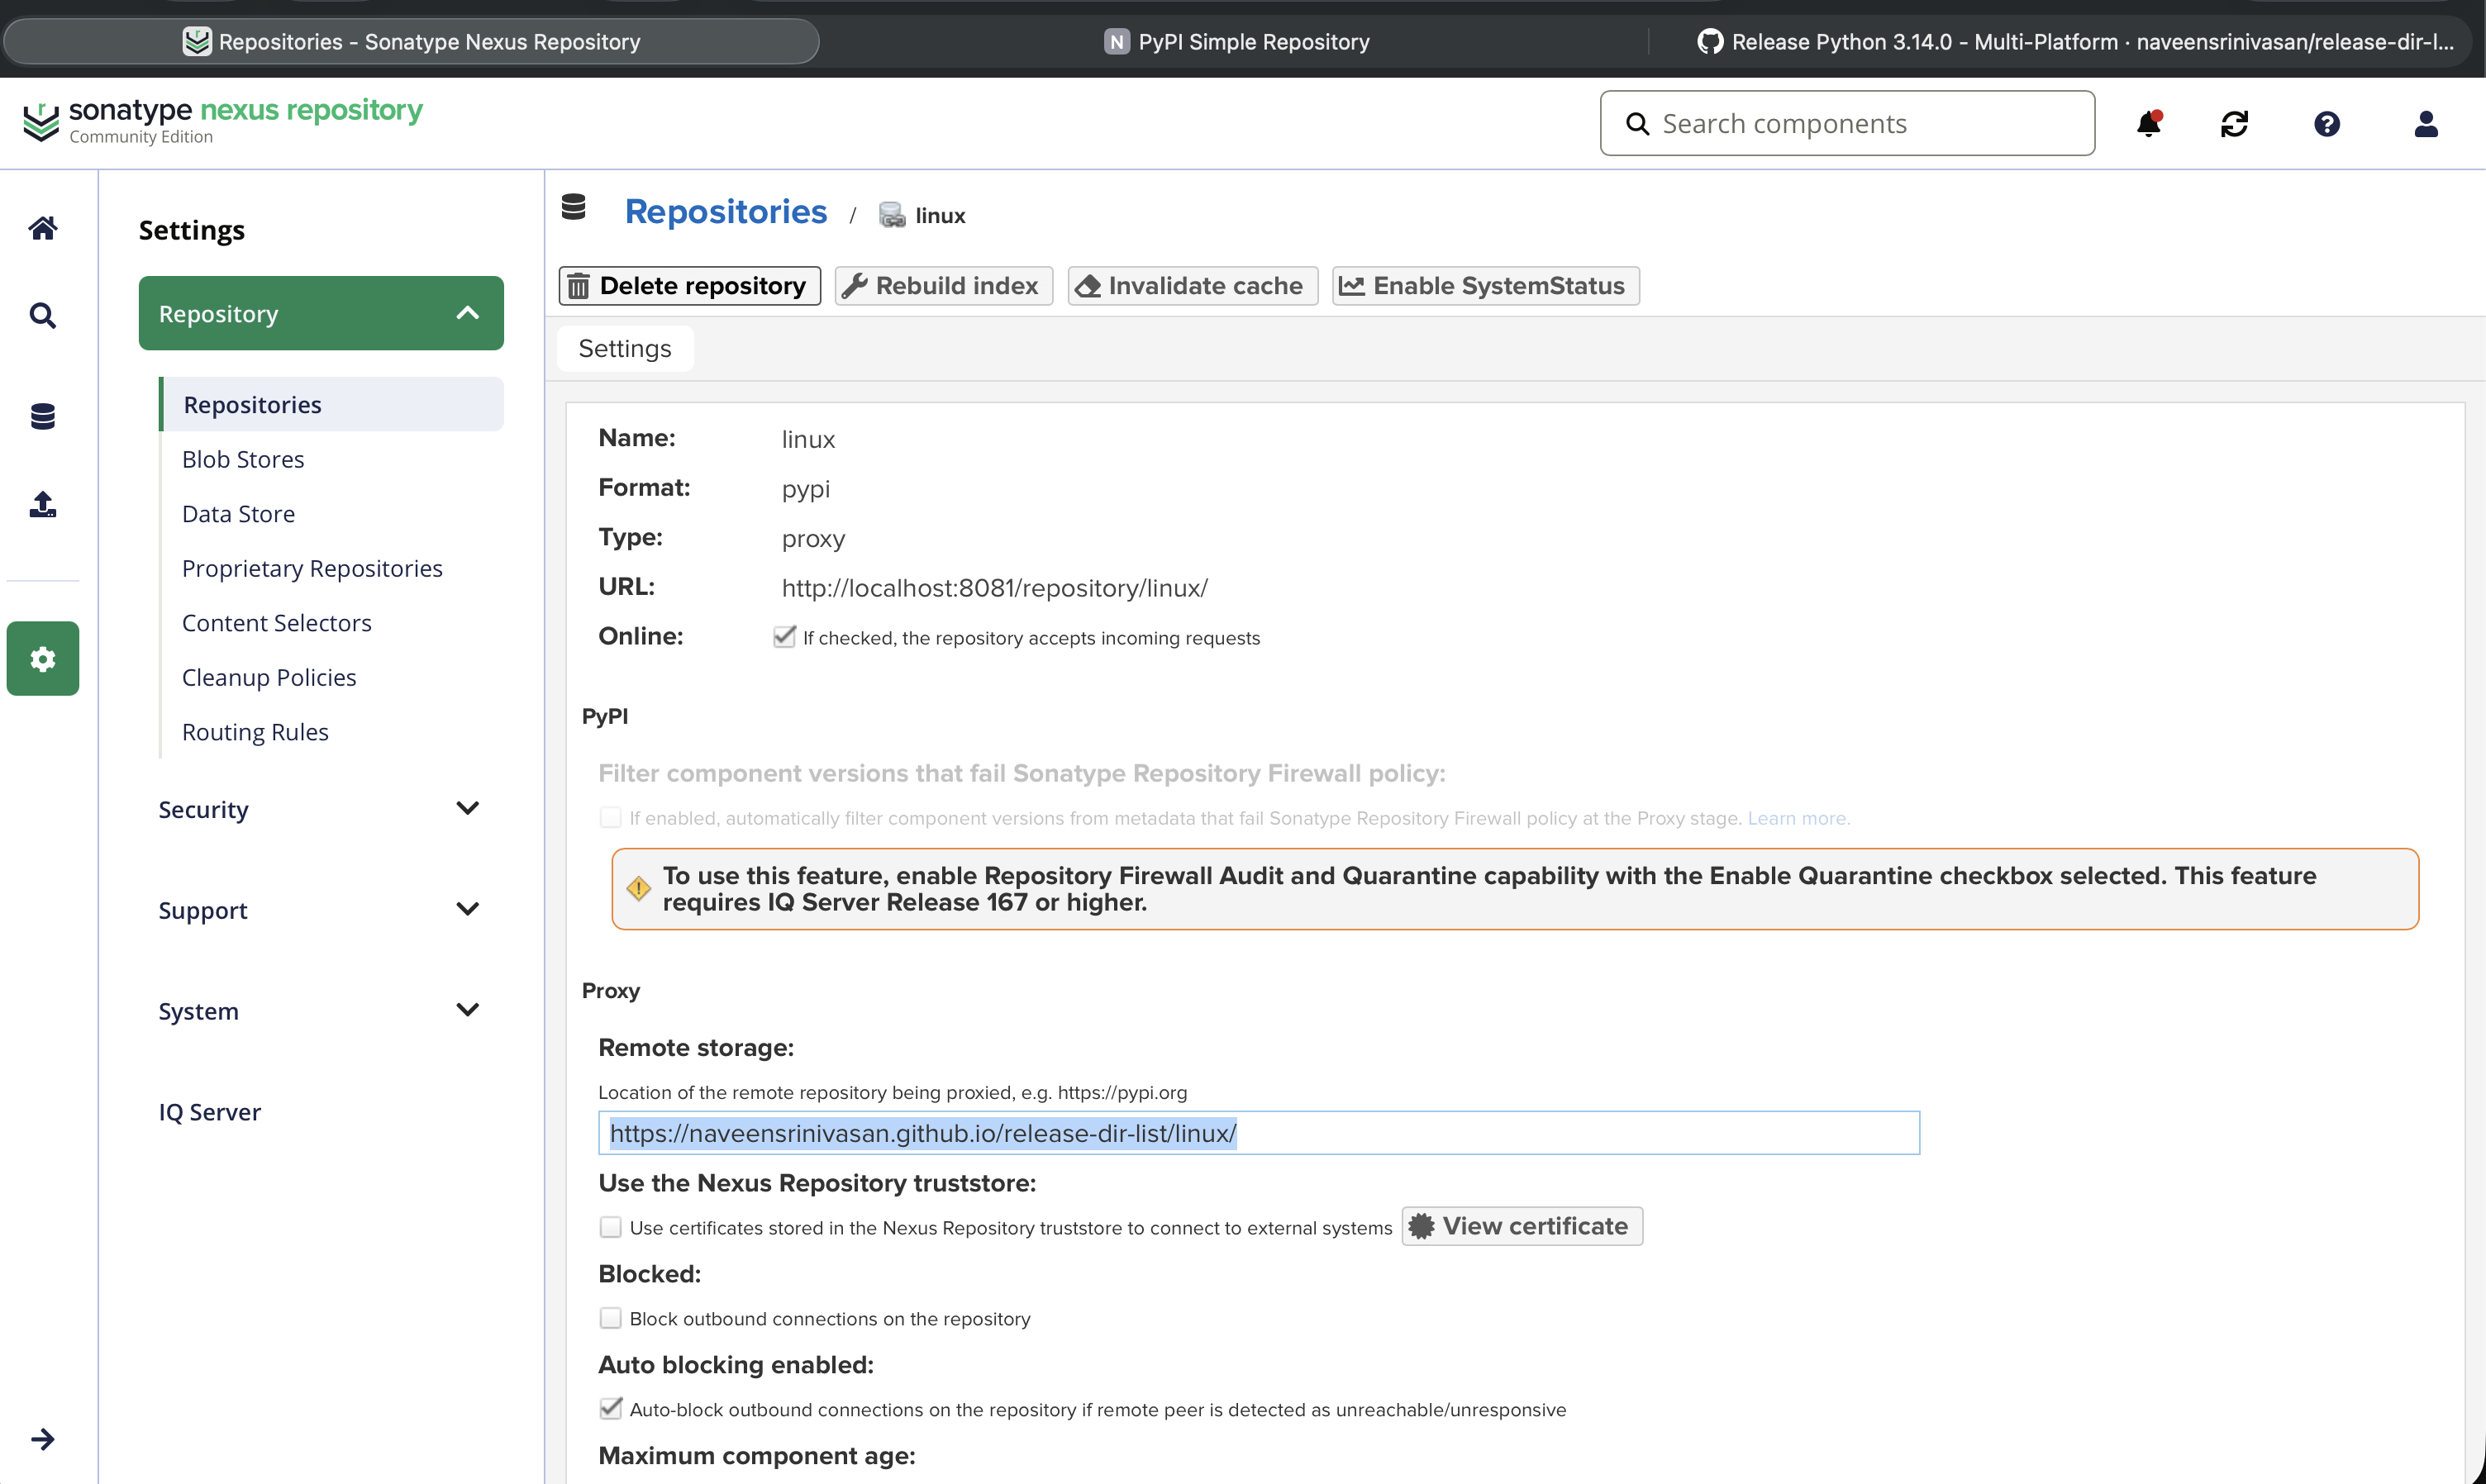 Repositories - Sonatype Nexus Repository
PyPI Simple Repository
Release Python 3.14.0 - Multi-Platform · naveensrinivasan/release-dir-l...
sonatype nexus repository
Community Edition
Search components
Settings
Repository
Repositories
Blob Stores
Data Store
Proprietary Repositories
Content Selectors
Cleanup Policies
Routing Rules
Security
Support
System
IQ Server
Repositories / linux
Delete repository
Rebuild index
Invalidate cache
Enable SystemStatus
Settings
Name: linux
Format: pypi
Type: proxy
URL: http://localhost:8081/repository/linux/
Online: If checked, the repository accepts incoming requests
PyPI
Filter component versions that fail Sonatype Repository Firewall policy:
If enabled, automatically filter component versions from metadata that fail Sonatype Repository Firewall policy at the Proxy stage. Learn more.
To use this feature, enable Repository Firewall Audit and Quarantine capability with the Enable Quarantine checkbox selected. This feature
requires IQ Server Release 167 or higher.
Proxy
Remote storage:
Location of the remote repository being proxied, e.g. https://pypi.org
https://naveensrinivasan.github.io/release-dir-list/linux/
Use the Nexus Repository truststore:
Use certificates stored in the Nexus Repository truststore to connect to external systems
View certificate
Blocked:
Block outbound connections on the repository
Auto blocking enabled:
Auto-block outbound connections on the repository if remote peer is detected as unreachable/unresponsive
Maximum component age: